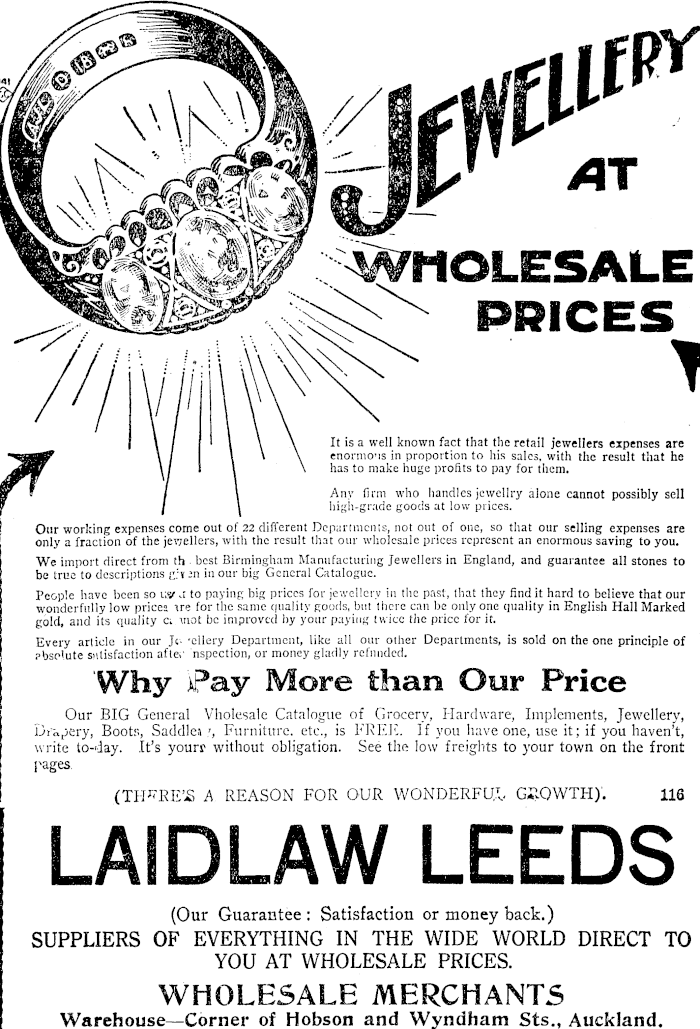 JEWELLERY
AT
WHOLESALE
PRICES
It is a well known fact that the retail jewellers expenses are
enormous in proportion to his sales, with the result that he
has to make huge profits to pay for them.
Any firm who handles jewellry alone cannot possibly sell
high-grade goods at low prices.
Our working expenses come out of 22 different Departments, not out of one, so that our selling expenses are
only a fraction of the jewellers, with the result that our wholesale prices represent an enormous saving to you.
We import direct from the best Birmingham Manufacturing Jewellers in England, and guarantee all stones to
be true to descriptions given in our big General Catalogue.
People have been so used to paying big prices for jewellery in the past, that they find it hard to believe that our
wonderfully low prices are for the same quality goods, but there can be only one quality in English Hall Marked
gold, and its quality cannot be improved by your paying twice the price for it.
Every article in our Jewellery Department, like all our other Departments, is sold on the one principle of
absolute satisfaction after inspection, or money gladly refunded.
Why Pay More than Our Price
Our BIG General Wholesale Catalogue of Grocery, Hardware, Implements, Jewellery,
Drapery, Boots, Saddlery, Furniture, etc., is FREE. If you have one, use it; if you haven't,
write to-day. It's yours without obligation. See the low freights to your town on the front
pages.
(THERE'S A REASON FOR OUR WONDERFUL GROWTH). 116
LAIDLAW LEEDS
(Our Guarantee: Satisfaction or money back.)
SUPPLIERS OF EVERYTHING IN THE WIDE WORLD DIRECT TO
YOU AT WHOLESALE PRICES.
WHOLESALE MERCHANTS
Warehouse—Corner of Hobson and Wyndham Sts., Auckland.